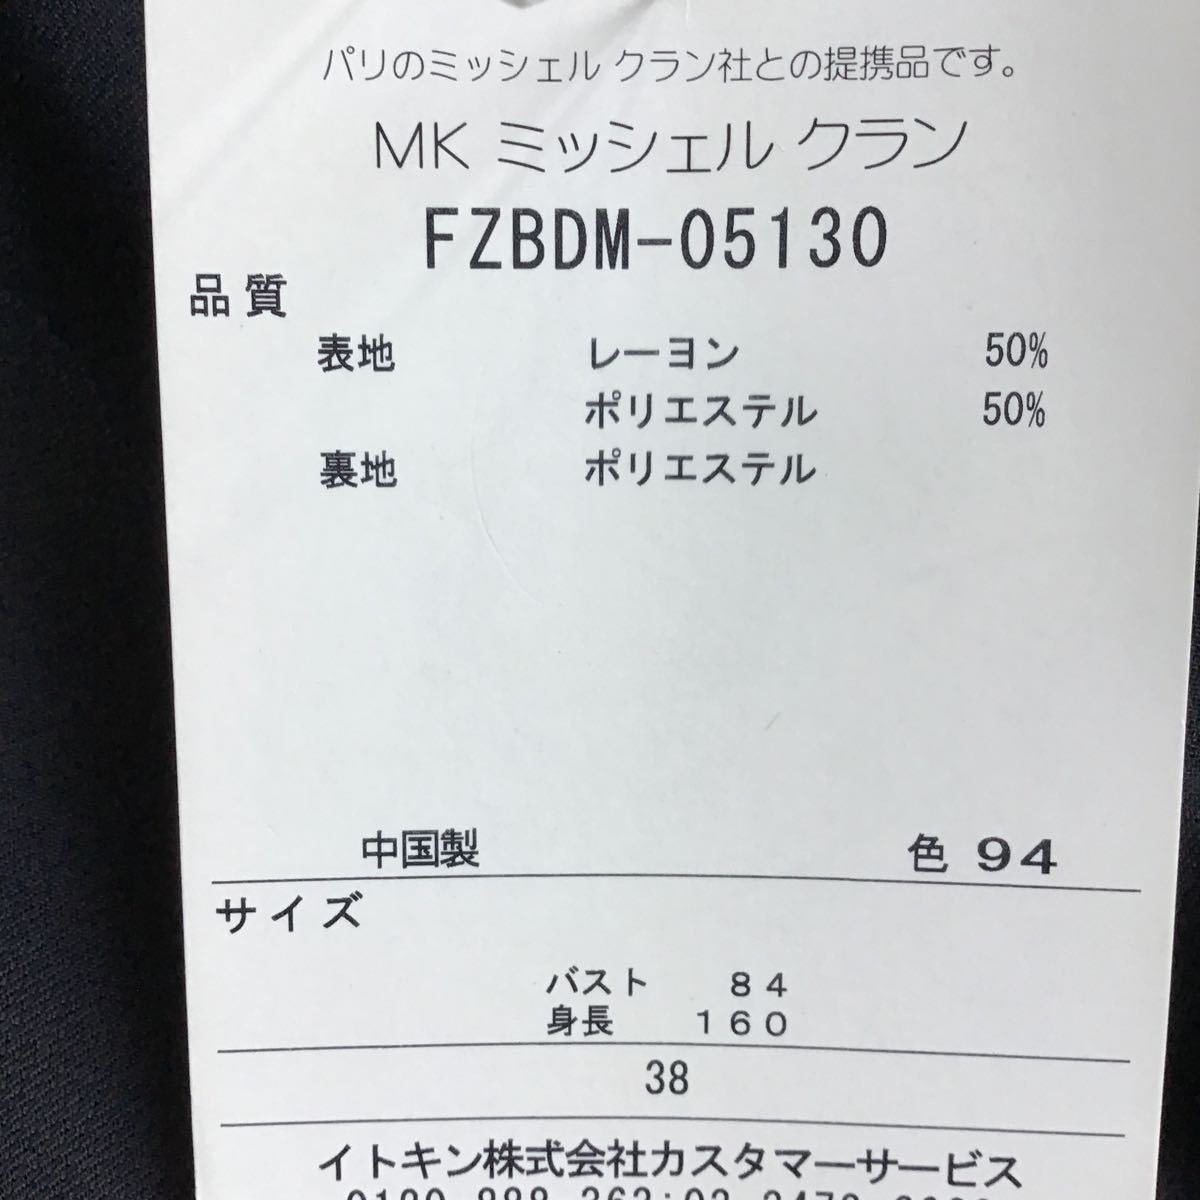 パリのミッシェル クラン社との提携品です。
MK ミッシェル クラン
FZBDM-05130
品質
表地 レーヨン 50%
ポリエステル 50%
裏地 ポリエステル
中国製 色 94
サイズ
バスト 84
身長 160
38
イトキン株式会社カスタマーサービス